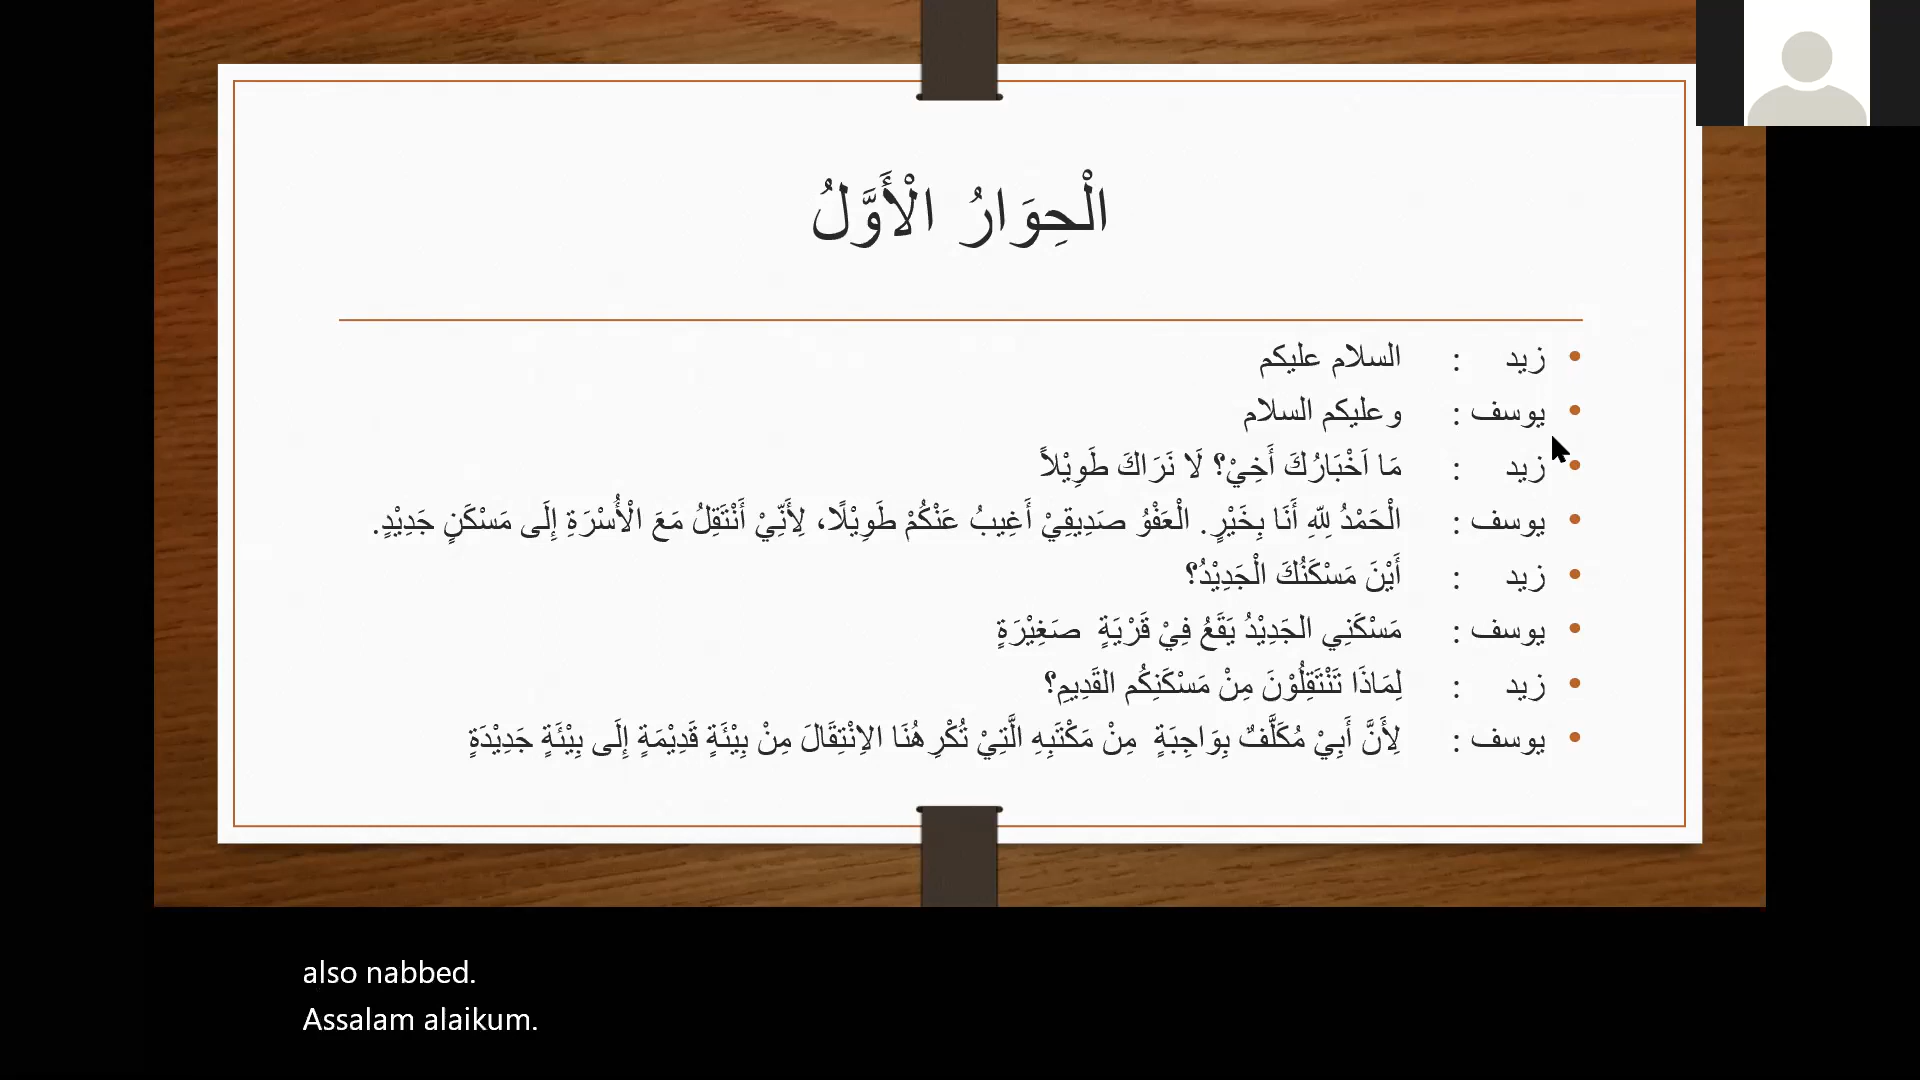 الْحِوَارُ الْأَوَّلُ
• زيد : السلام عليكم
• يوسف : وعليكم السلام
• زيد : مَا اَخْبَارُكَ أَخِيْ؟ لَا نَرَاكَ طَوِيْلاً
• يوسف : الْحَمْدُ لِلّٰهِ أَنَا بِخَيْرٍ. الْعَفْوُ صَدِيقِيْ أَغِيبُ عَنْكُمْ طَوِيْلًا، لِأَنِّيْ أَنْتَقِلُ مَعَ الْأُسْرَةِ إِلَى مَسْكَنٍ جَدِيْدٍ.
• زيد : أَيْنَ مَسْكَنُكَ الْجَدِيْدُ؟
• يوسف : مَسْكَنِي الجَدِيْدُ يَقَعُ فِيْ قَرْيَةٍ صَغِيْرَةٍ
• زيد : لِمَاذَا تَنْتَقِلُوْنَ مِنْ مَسْكَنِكُم القَدِيمِ؟
• يوسف : لِأَنَّ أَبِيْ مُكَلَّفٌ بِوَاجِبَةٍ مِنْ مَكْتَبِهِ الَّتِيْ تُكْرِهُنَا الاِنْتِقَالَ مِنْ بِيْئَةٍ قَدِيْمَةٍ إِلَى بِيْئَةٍ جَدِيْدَةٍ
also nabbed.
Assalam alaikum.